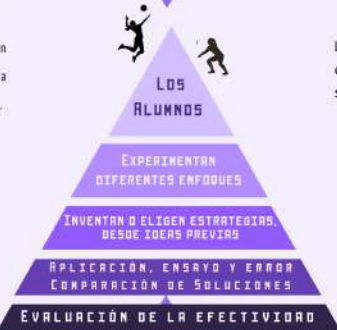 n
a
LOS
ALUMNOS
EXPERIMENTAN
DIFERENTES ENFOQUES
INVENTAN O ELIGEN ESTRATEGIAS,
DESDE IDEAS PREVIAS
APLICACIÓN, ENSAYO Y ERROR
COMPARACIÓN DE SOLUCIONES
EVALUACIÓN DE LA EFECTIVIDAD